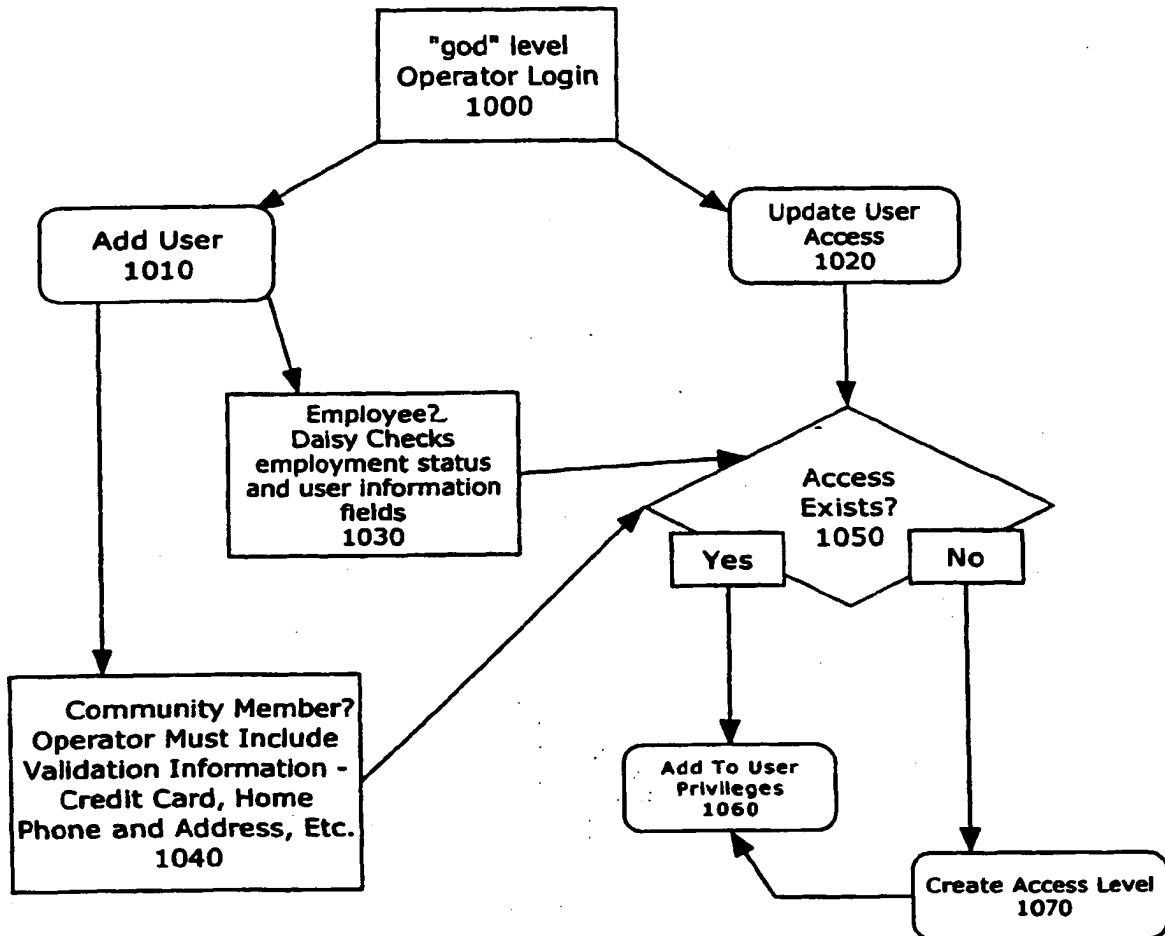 "god" level
Operator Login
1000
Add User
1010
Update User
Access
1020
Employee?
Daisy Checks
employment status
and user information
fields
1030
Access
Exists?
1050
Yes
No
Community Member?
Operator Must Include
Validation Information -
Credit Card, Home
Phone and Address, Etc.
1040
Add To User
Privileges
1060
Create Access Level
1070